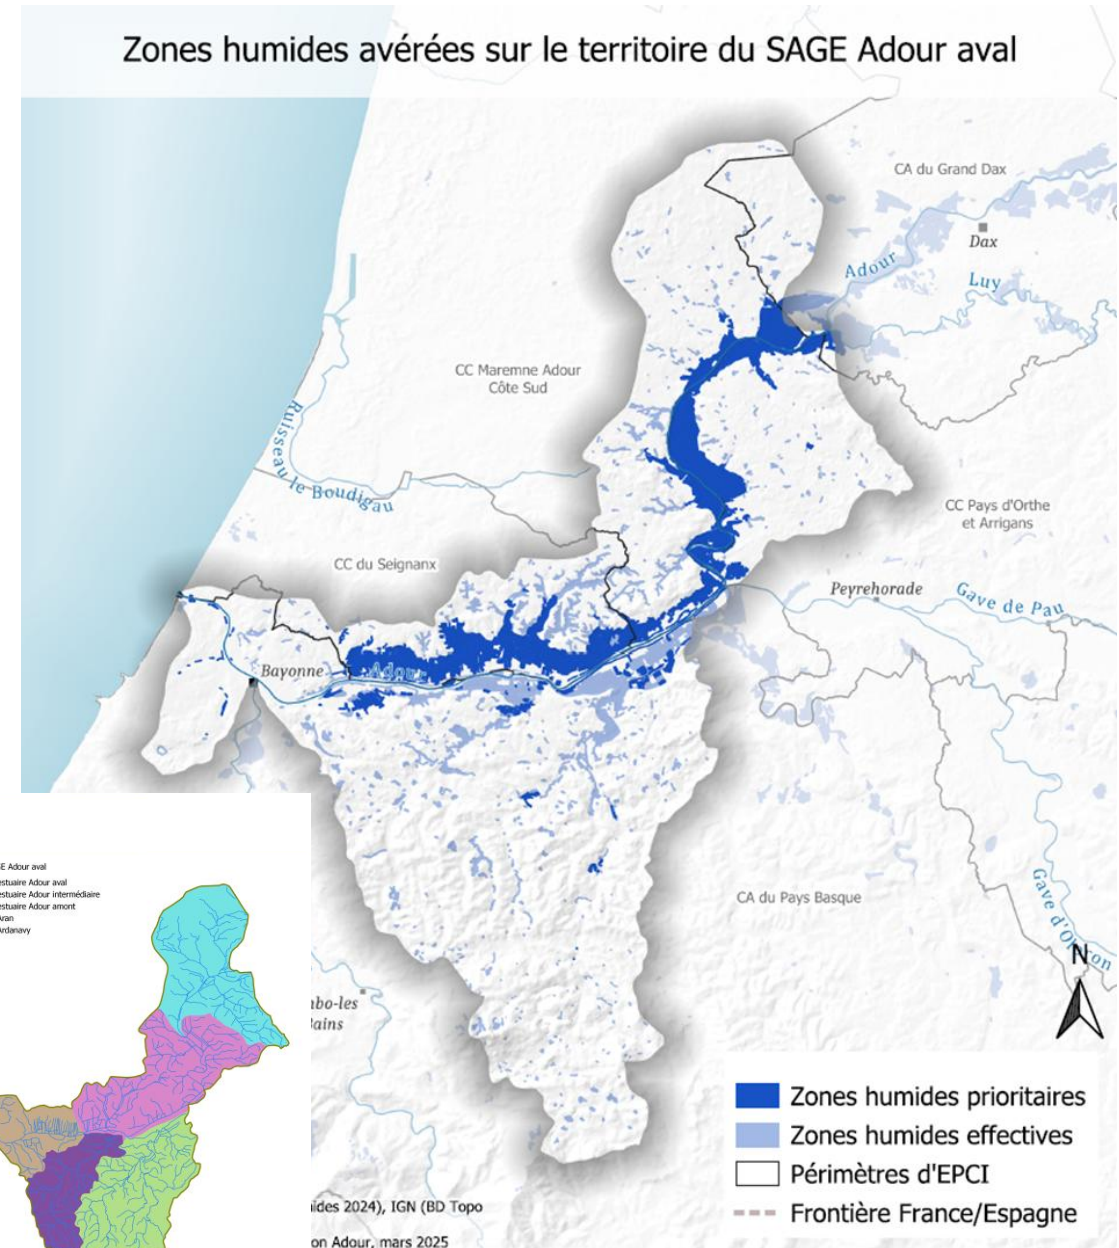 Zones humides avérées sur le territoire du SAGE Adour aval
CA du Grand Dax
Dax
Adour
Luy
CC Maremne Adour
Côte Sud
Ruisseau le Boudigau
CC Pays d'Orthe
et Arrigans
CC du Seignanx
Peyrehorade
Gave de Pau
Bayonne
Adour
CA du Pays Basque
Gave d'Oloron
N
Adour aval
estuaire Adour aval
estuaire Adour intermédiaire
estuaire Adour amont
Aran
Ardanavy
Zones humides prioritaires
Zones humides effectives
Périmètres d'EPCI
Frontière France/Espagne
2024), IGN (BD Topo
Adour, mars 2025